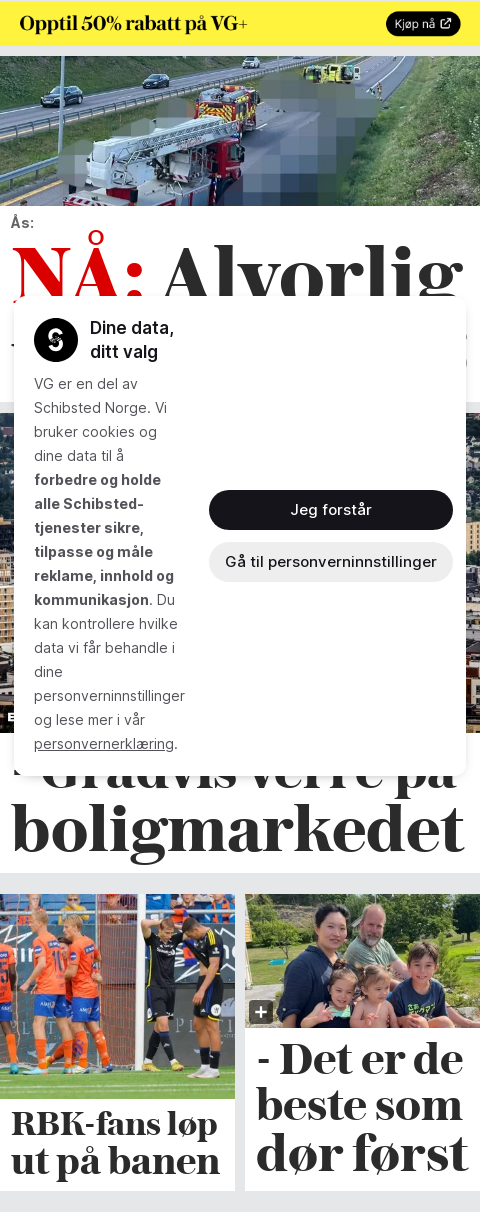 Opptil 50% rabatt på VG+
Kjøp nå
Ås:
NÅ: Alvorlig
Dine data,
ditt valg
VG er en del av
Schibsted Norge. Vi
bruker cookies og
dine data til å
forbedre og holde
alle Schibsted-
tjenester sikre,
tilpasse og måle
reklame, innhold og
kommunikasjon. Du
kan kontrollere hvilke
data vi får behandle i
dine
personverninnstillinger
og lese mer i vår
personvernerklæring.
Jeg forstår
Gå til personverninnstillinger
- Gradvis verre på
boligmarkedet
RBK-fans løp
ut på banen
- Det er de
beste som
dør først